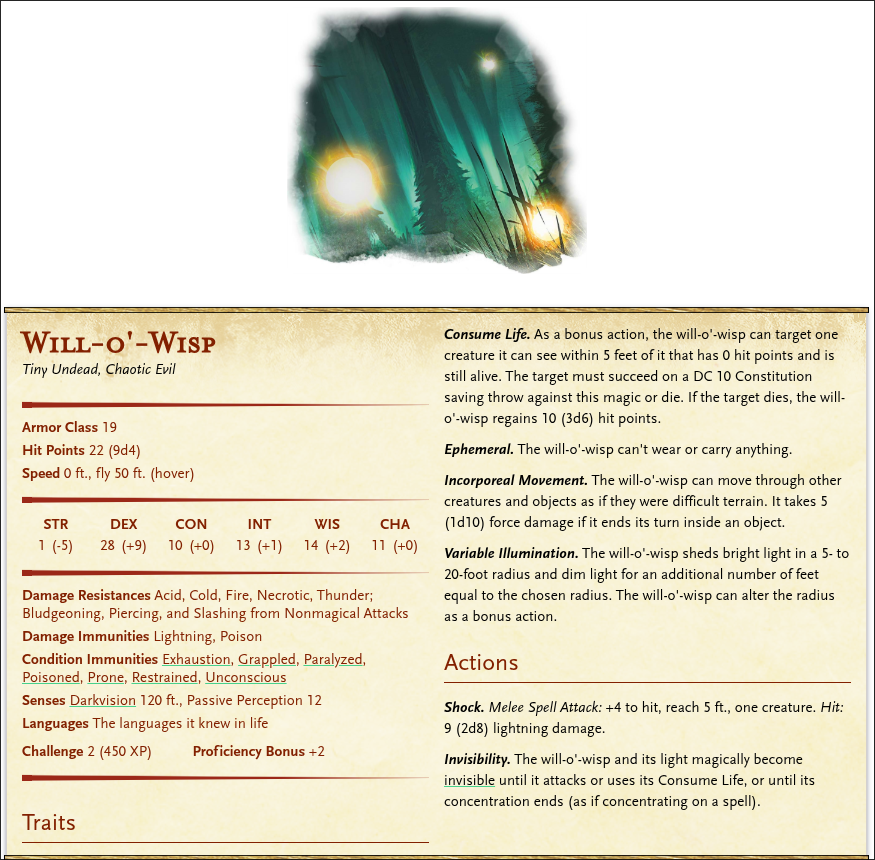 Will-o'-Wisp
Tiny Undead, Chaotic Evil
Armor Class 19
Hit Points 22 (9d4)
Speed 0 ft., fly 50 ft. (hover)
STR DEX CON INT WIS CHA
1 (-5) 28 (+9) 10 (+0) 13 (+1) 14 (+2) 11 (+0)
Damage Resistances Acid, Cold, Fire, Necrotic, Thunder;
Bludgeoning, Piercing, and Slashing from Nonmagical Attacks
Damage Immunities Lightning, Poison
Condition Immunities Exhaustion, Grappled, Paralyzed,
Poisoned, Prone, Restrained, Unconscious
Senses Darkvision 120 ft., Passive Perception 12
Languages The languages it knew in life
Challenge 2 (450 XP) Proficiency Bonus +2
Traits
Consume Life. As a bonus action, the will-o'-wisp can target one
creature it can see within 5 feet of it that has 0 hit points and is
still alive. The target must succeed on a DC 10 Constitution
saving throw against this magic or die. If the target dies, the will-
o'-wisp regains 10 (3d6) hit points.
Ephemeral. The will-o'-wisp can't wear or carry anything.
Incorporeal Movement. The will-o'-wisp can move through other
creatures and objects as if they were difficult terrain. It takes 5
(1d10) force damage if it ends its turn inside an object.
Variable Illumination. The will-o'-wisp sheds bright light in a 5- to
20-foot radius and dim light for an additional number of feet
equal to the chosen radius. The will-o'-wisp can alter the radius
as a bonus action.
Actions
Shock. Melee Spell Attack: +4 to hit, reach 5 ft., one creature. Hit:
9 (2d8) lightning damage.
Invisibility. The will-o'-wisp and its light magically become
invisible until it attacks or uses its Consume Life, or until its
concentration ends (as if concentrating on a spell).